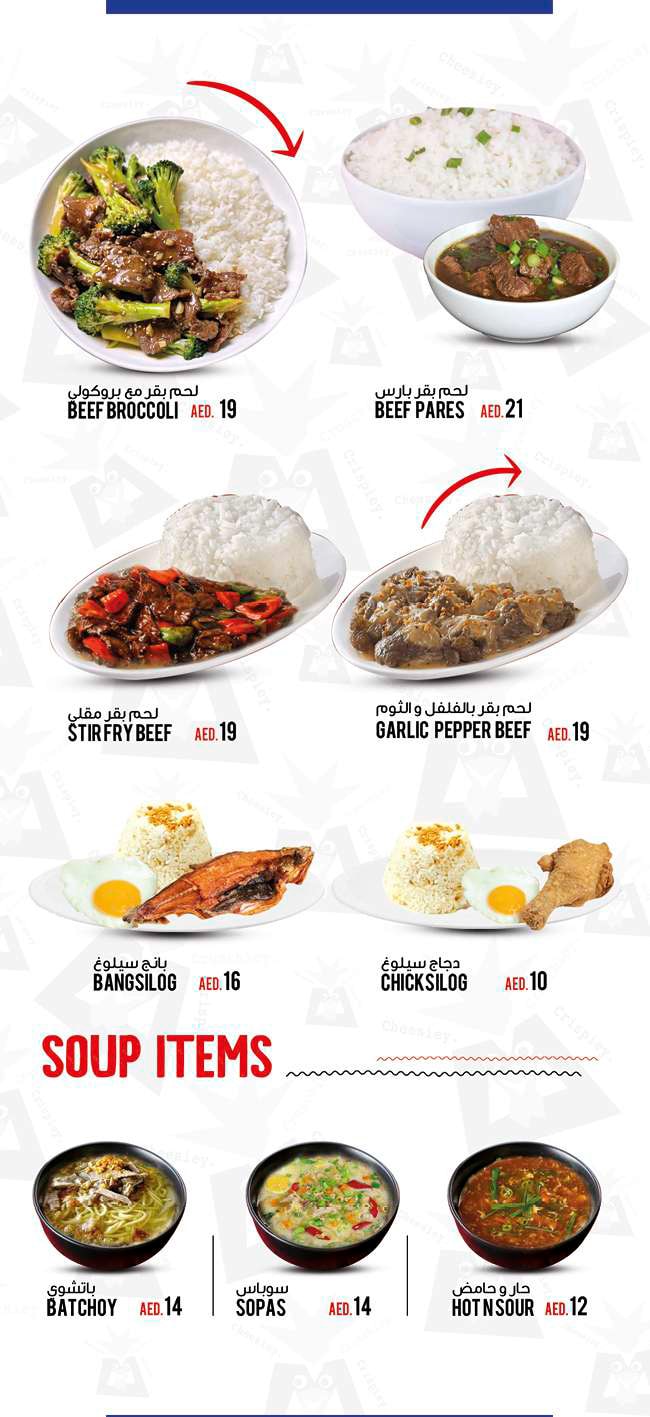 لحم بقر مع بروكولي
BEEF BROCCOLI AED. 19
لحم بقر بارس
BEEF PARES AED. 21
لحم بقر مقلي
STIR FRY BEEF AED. 19
لحم بقر بالفلفل و الثوم
GARLIC PEPPER BEEF AED. 19
بانج سيلوغ
BANGSILOG AED. 16
دجاج سيلوغ
CHICKSILOG AED. 10
SOUP ITEMS
باتشوي
BATCHOY AED. 14
سوباس
SOPAS AED. 14
حار و حامض
HOT N SOUR AED. 12